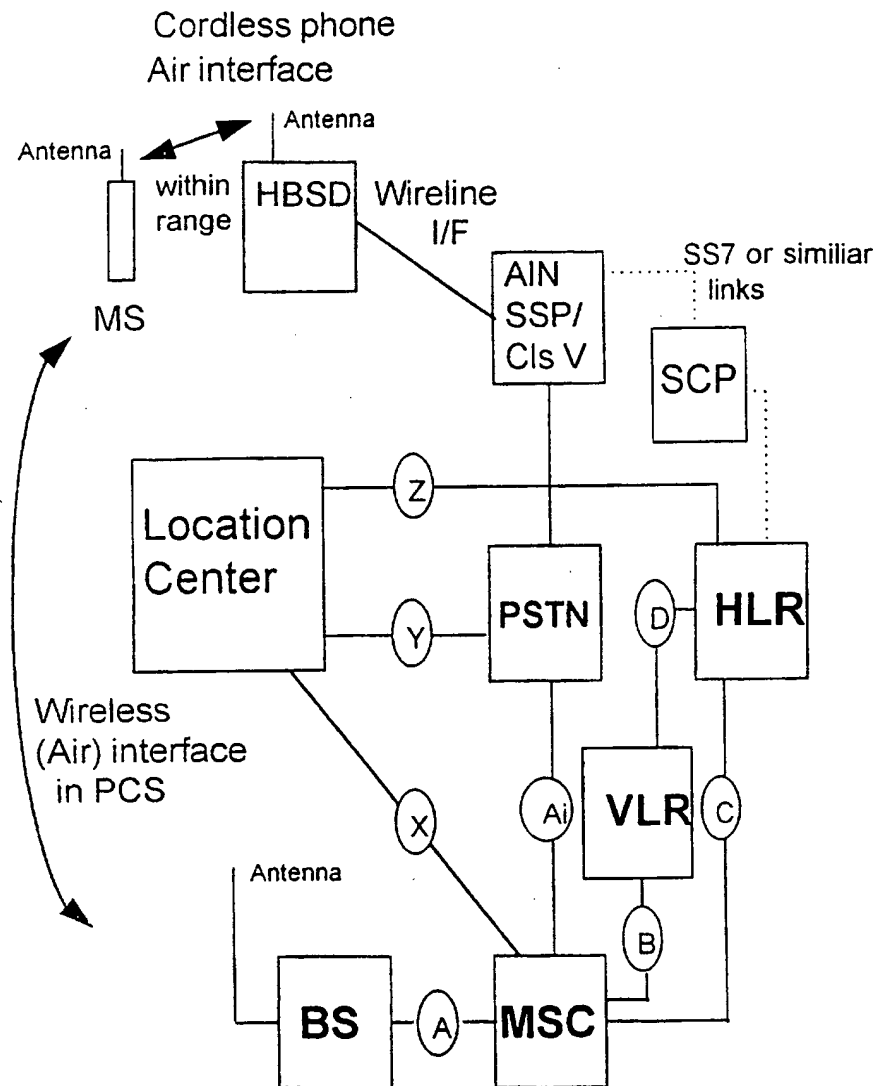 Cordless phone
Air interface
Antenna
Antenna
within
range
HBSD
Wireline
I/F
MS
AIN
SSP/
Cls V
SS7 or similiar
links
SCP
Location
Center
Z
Y
PSTN
D
HLR
Wireless
(Air) interface
in PCS
X
Ai
VLR
C
Antenna
B
BS
A
MSC